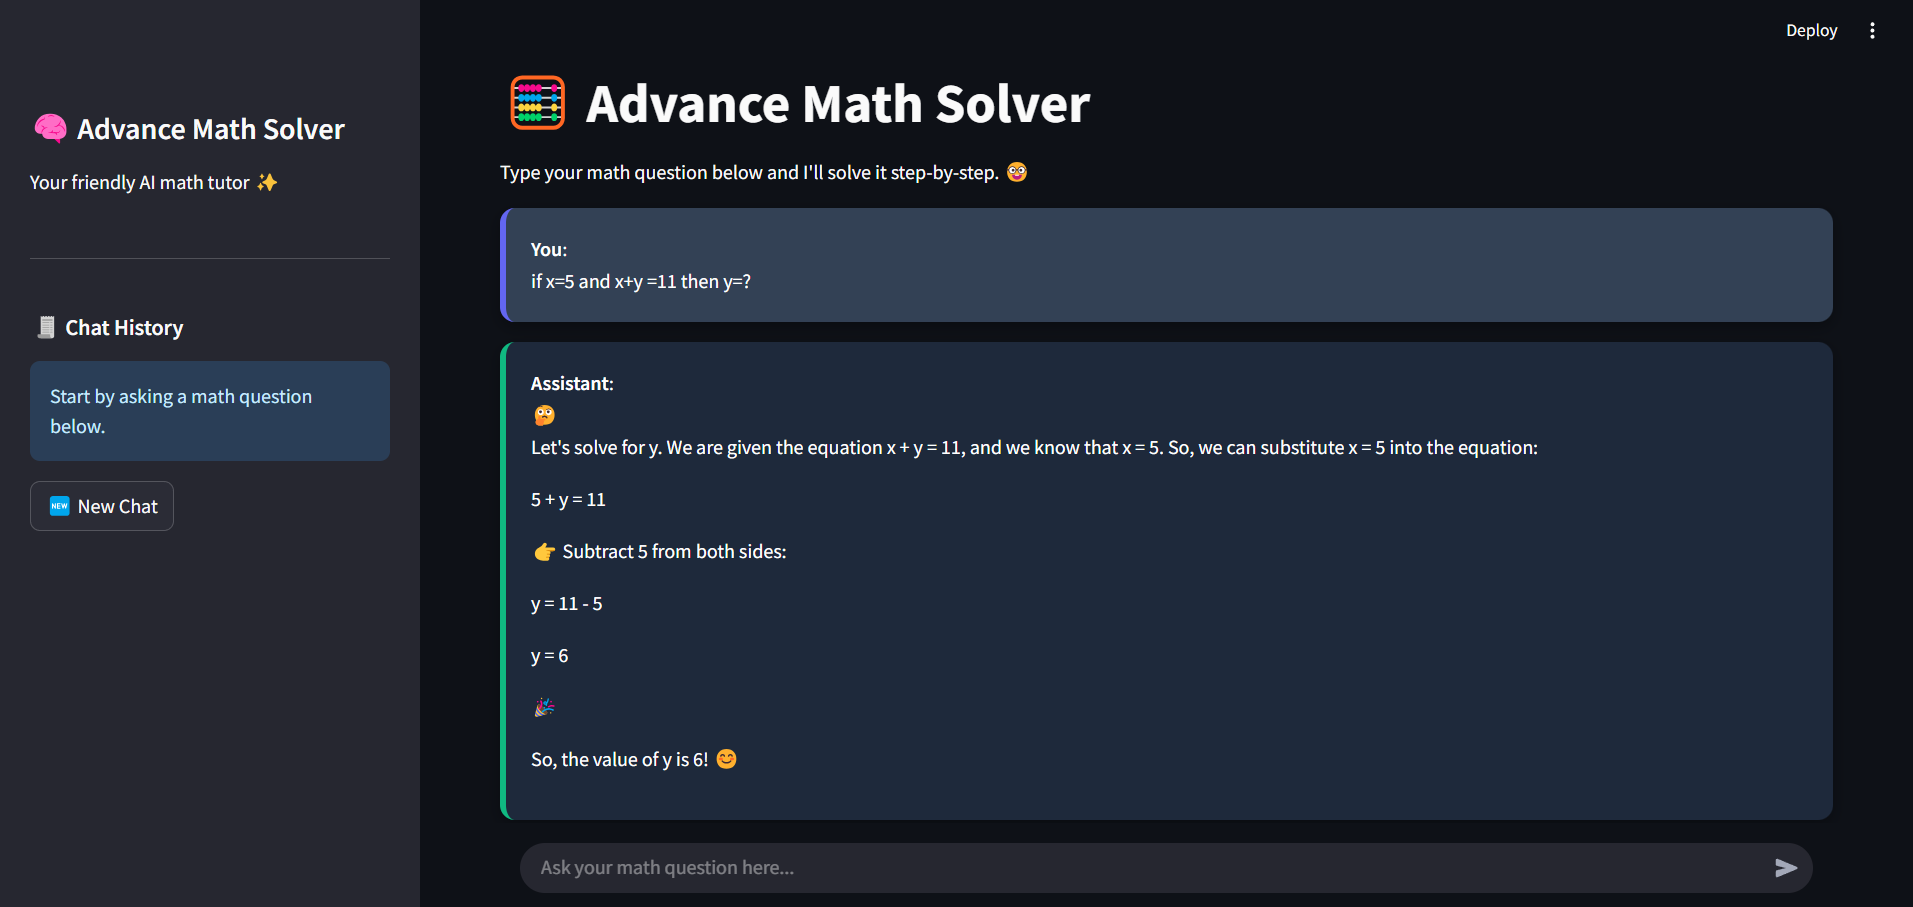 Deploy
🧠 Advance Math Solver
Your friendly AI math tutor ✨
🧾 Chat History
Start by asking a math question
below.
🆕 New Chat
🧮 Advance Math Solver
Type your math question below and I'll solve it step-by-step. 🤓
You:
if x=5 and x+y =11 then y=?
Assistant:
🤔
Let's solve for y. We are given the equation x + y = 11, and we know that x = 5. So, we can substitute x = 5 into the equation:
5 + y = 11
👉 Subtract 5 from both sides:
y = 11 - 5
y = 6
🎉
So, the value of y is 6! 😊
Ask your math question here...